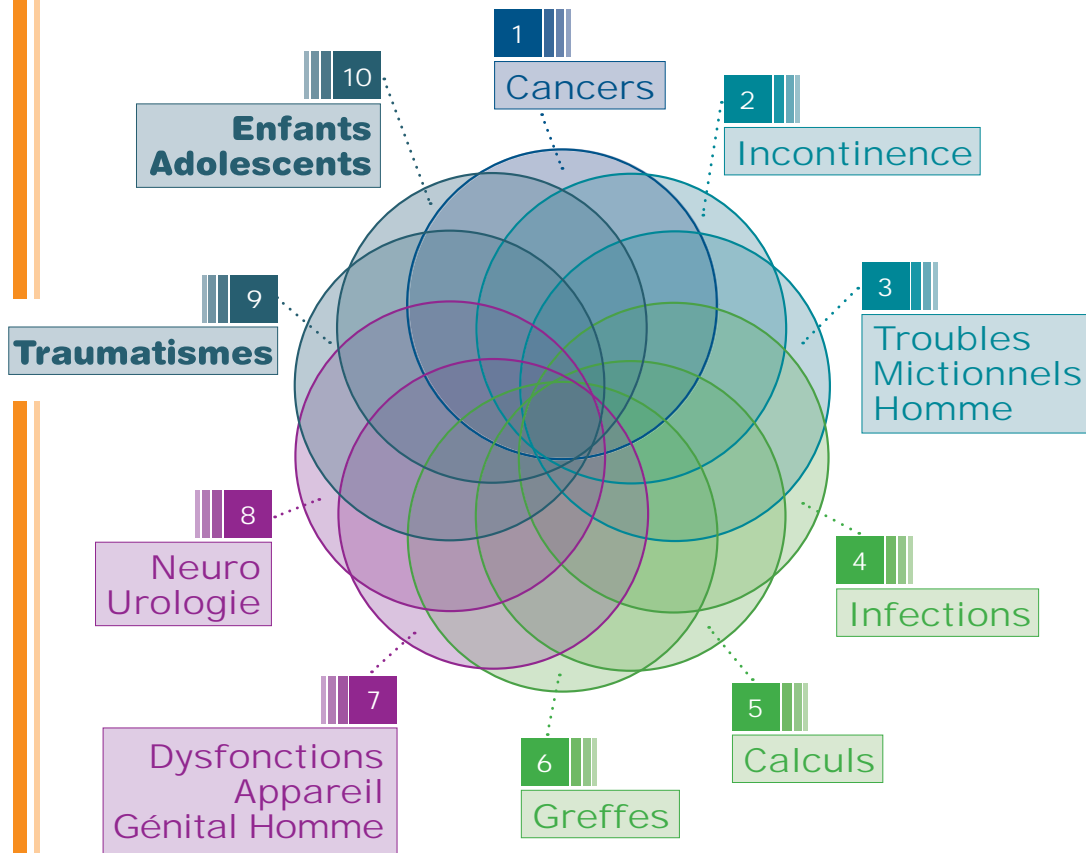 1
Cancers
2
Incontinence
3
Troubles
Mictionnels
Homme
4
Infections
5
Calculs
6
Greffes
7
Dysfonctions
Appareil
Génital Homme
8
Neuro
Urologie
9
Traumatismes
10
Enfants
Adolescents